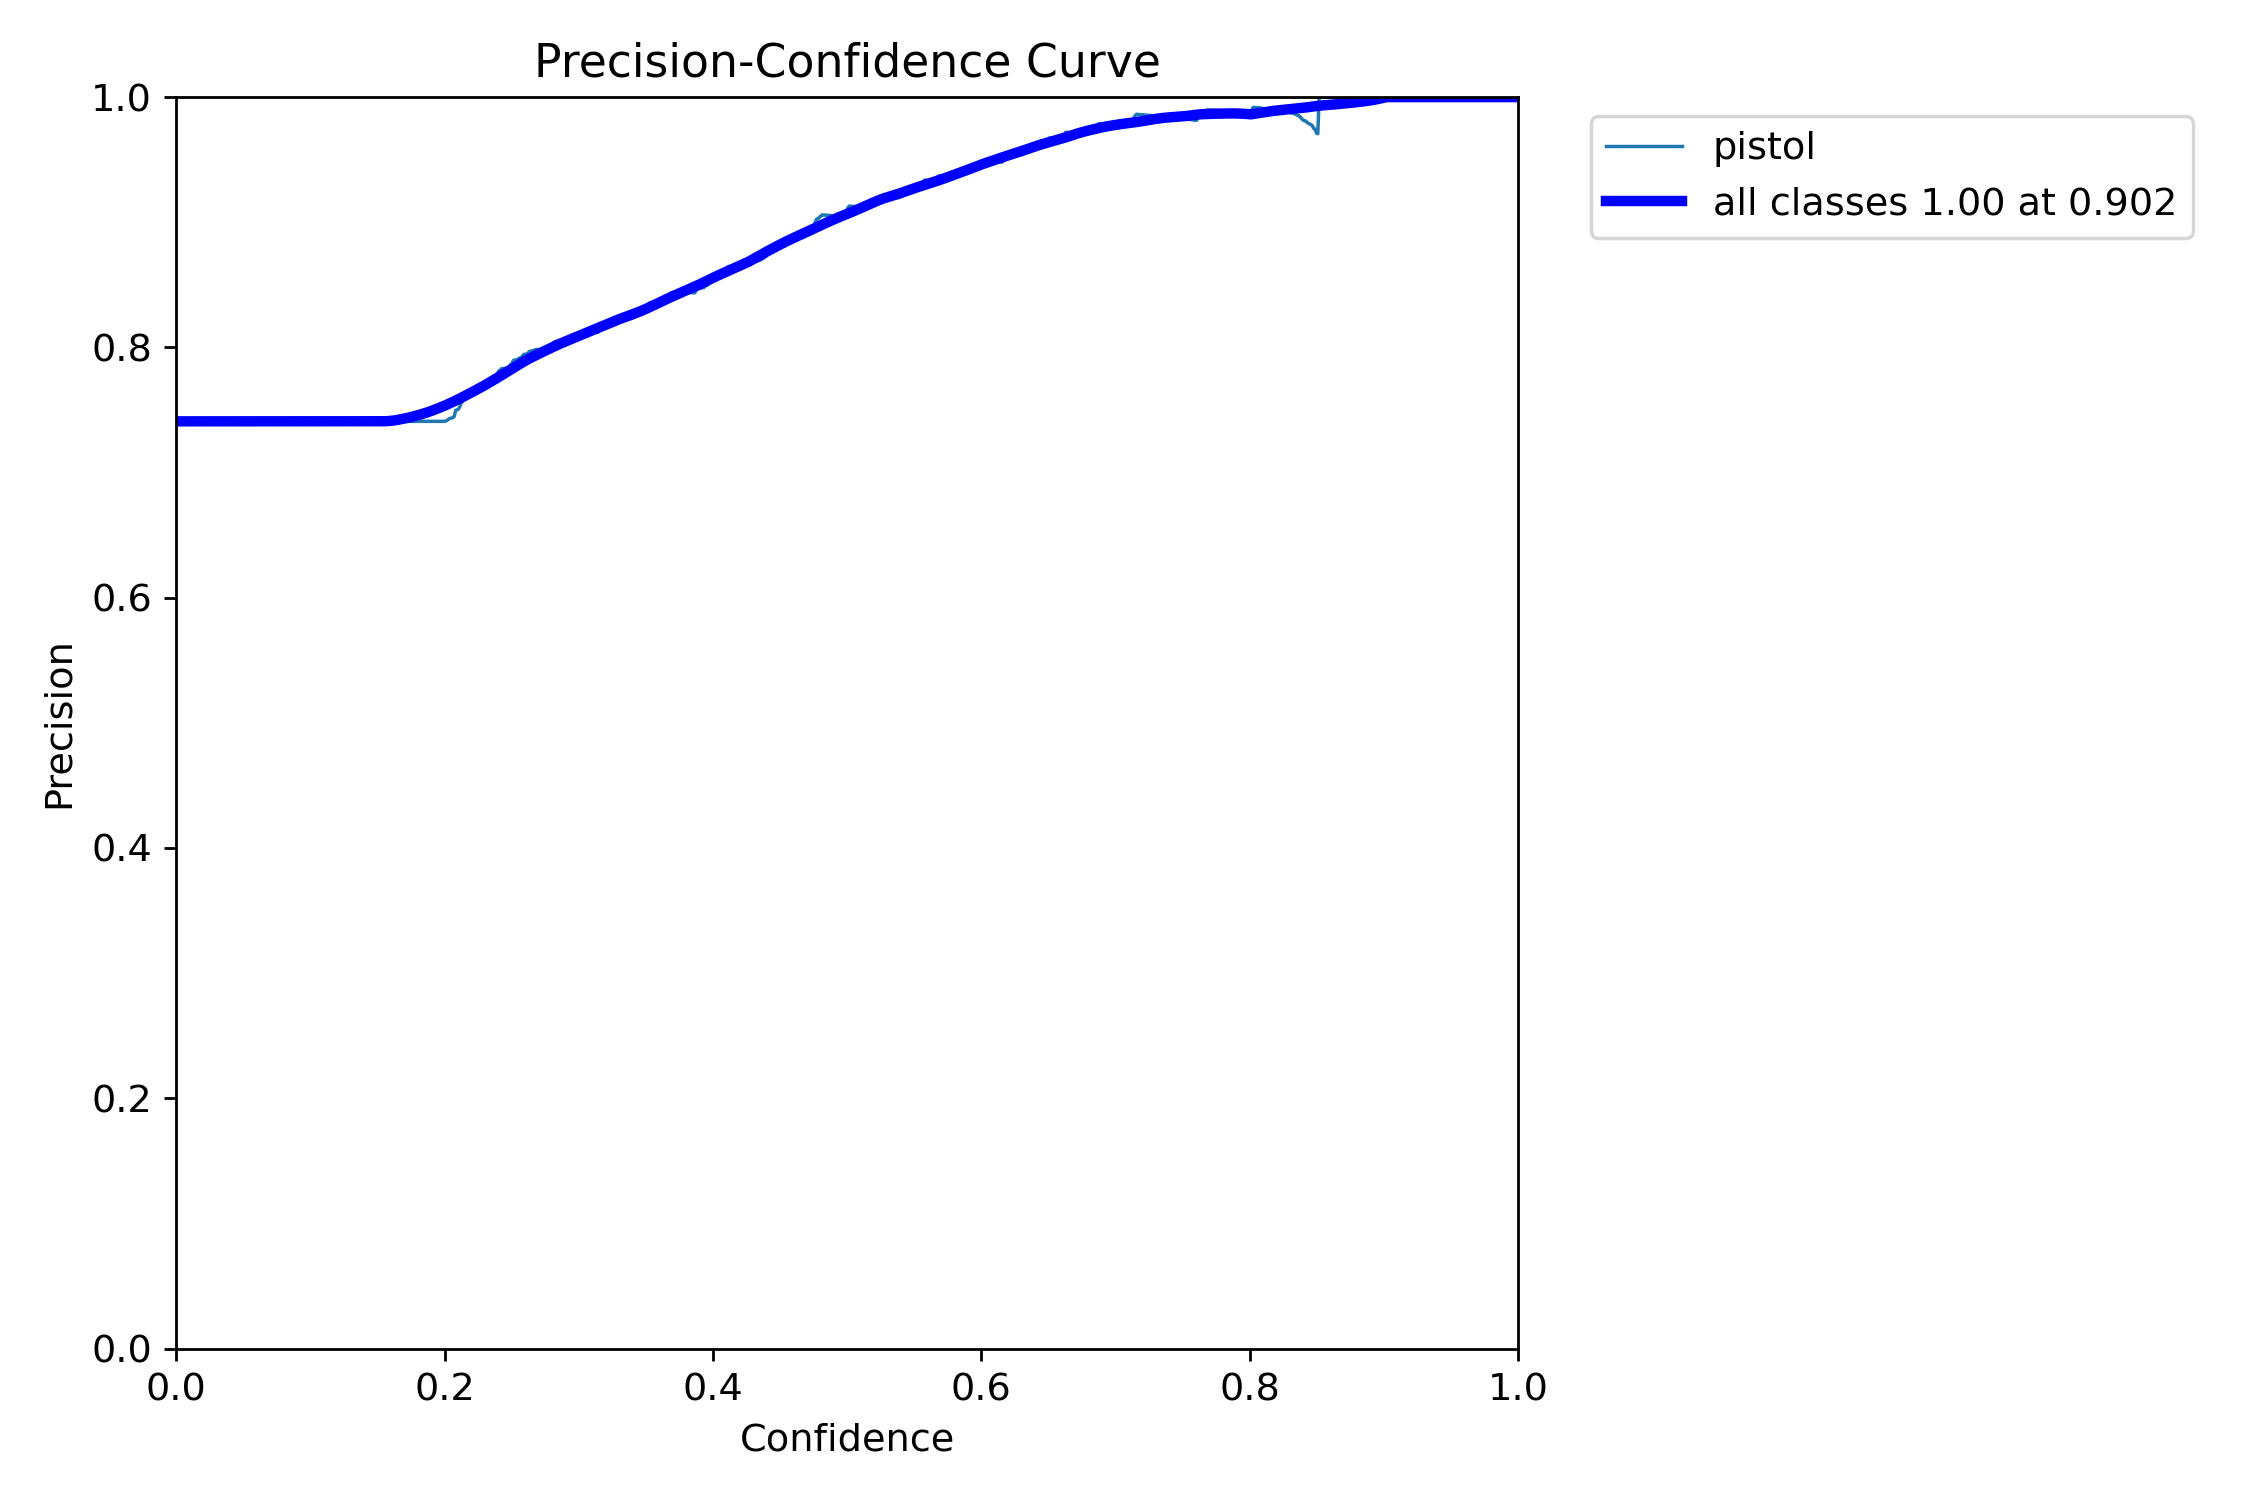 Precision-Confidence Curve
1.0
0.8
0.6
0.4
0.2
0.0
Precision
0.0 0.2 0.4 0.6 0.8 1.0
Confidence
pistol
all classes 1.00 at 0.902